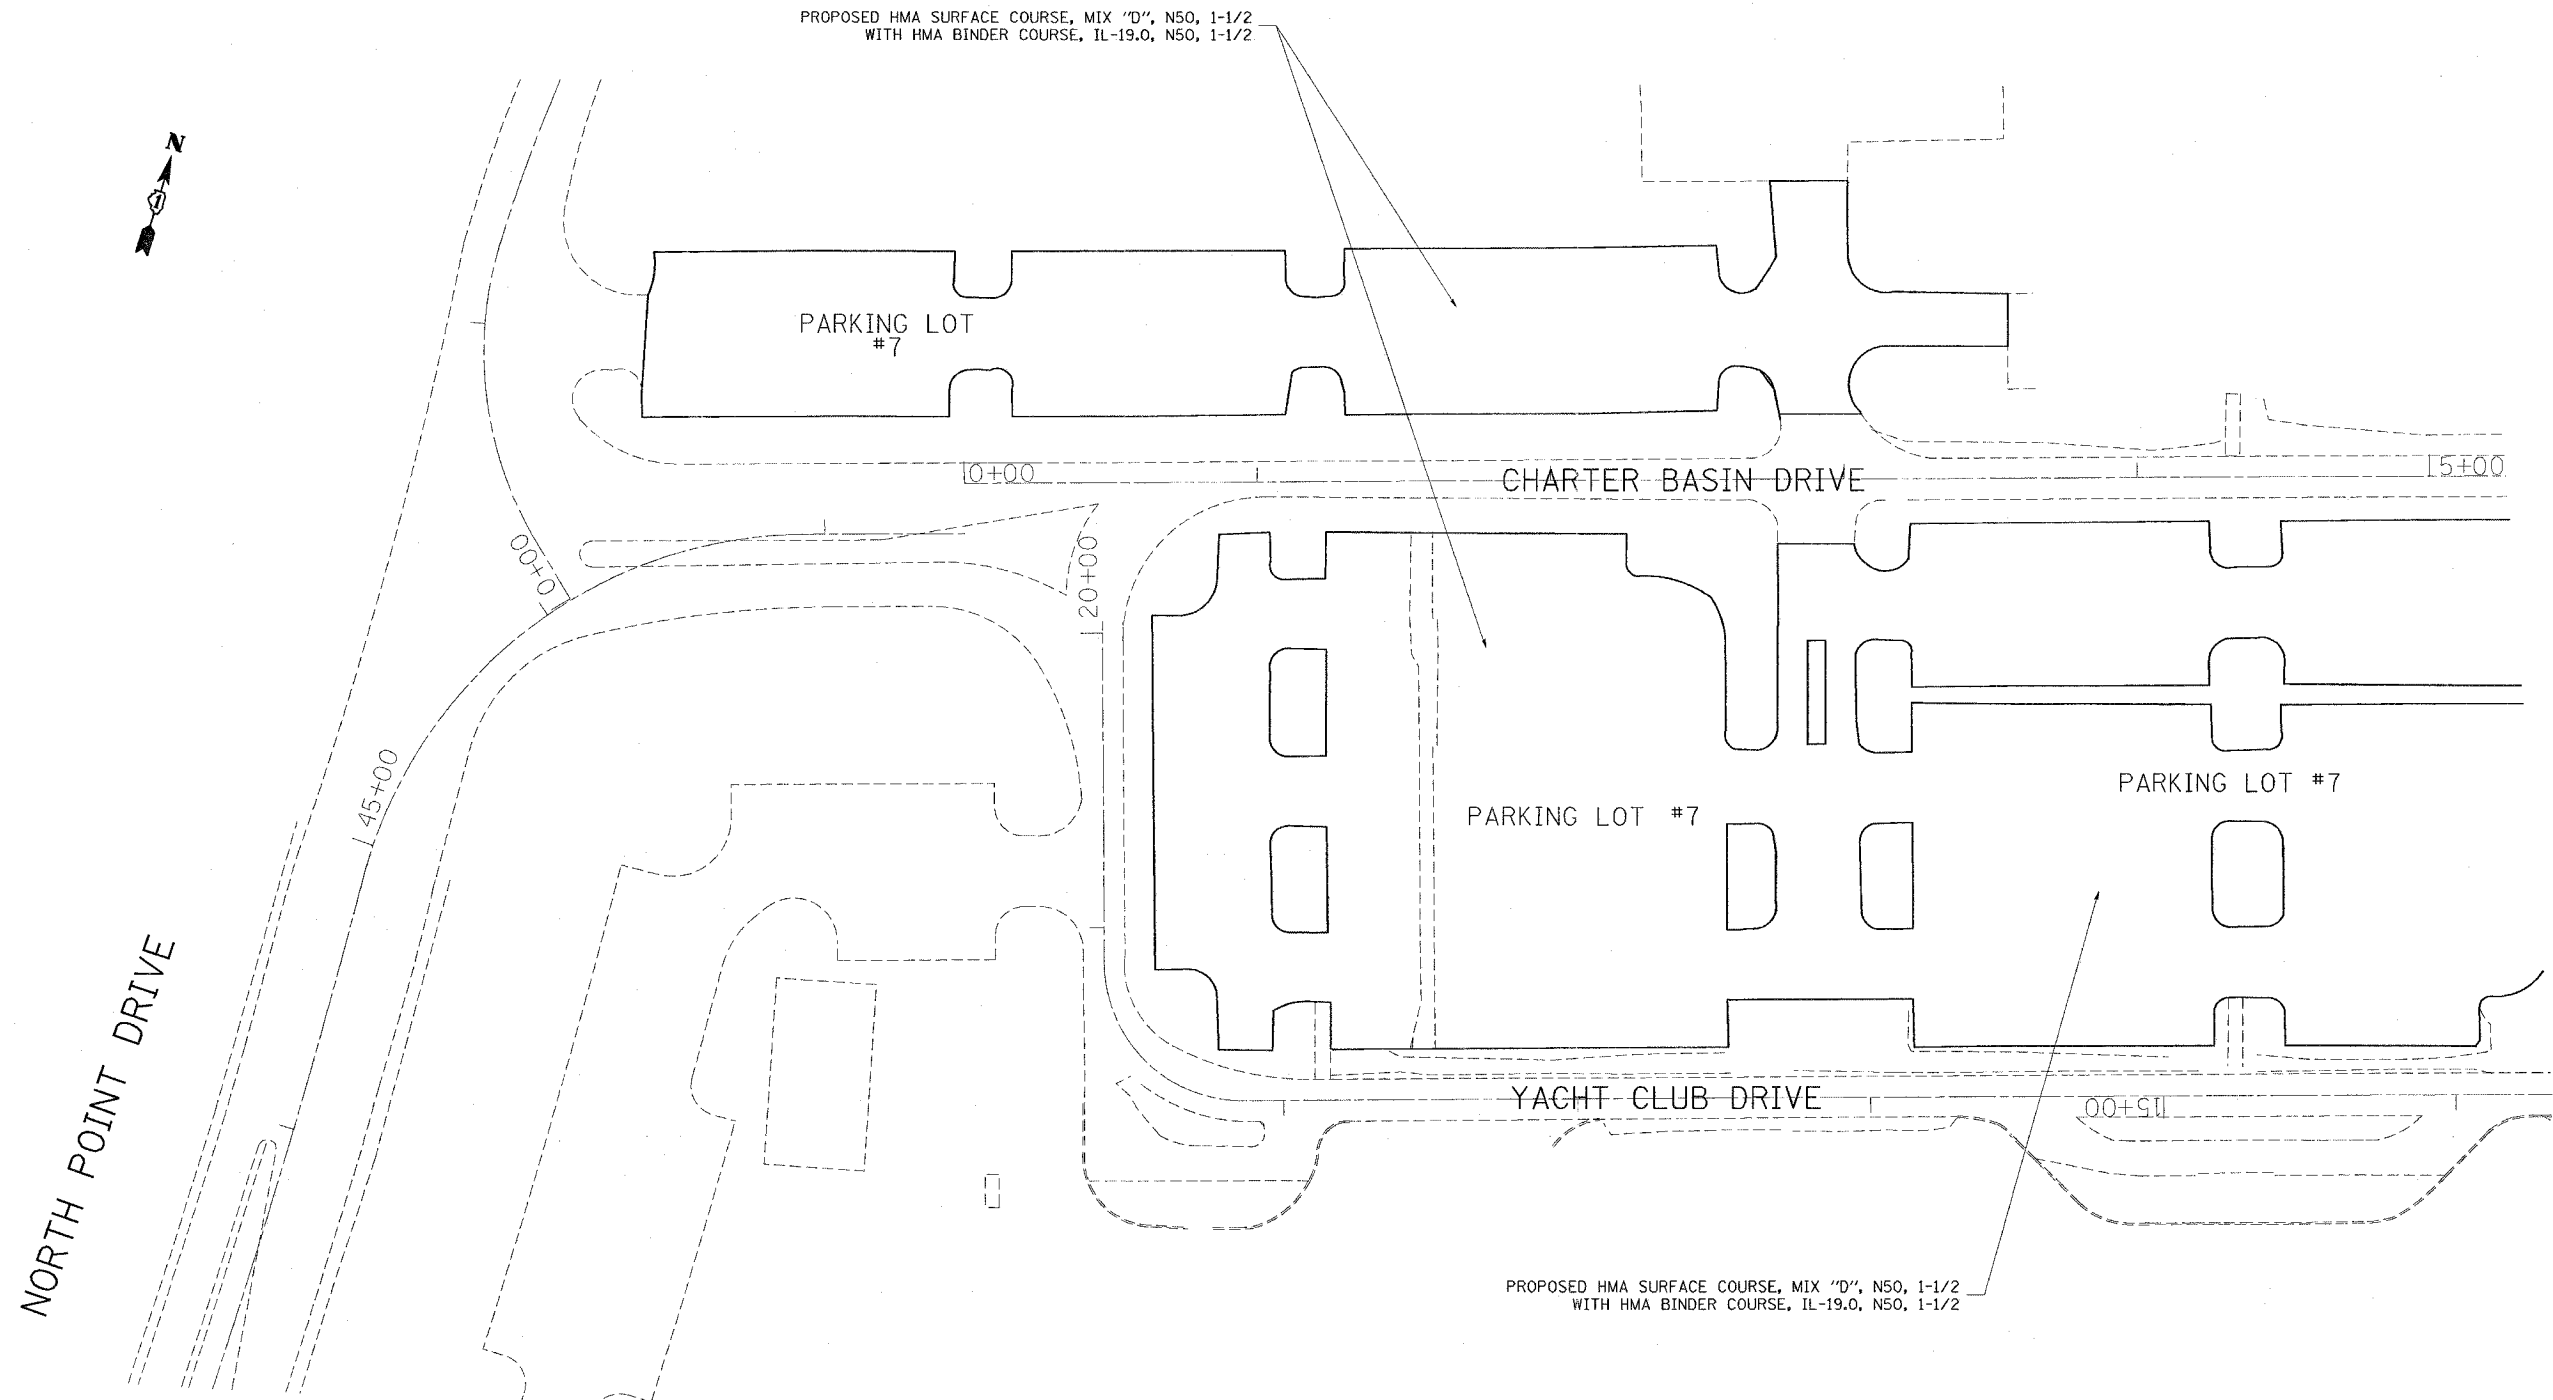 PROPOSED HMA SURFACE COURSE, MIX "D", N50, 1-1/2
WITH HMA BINDER COURSE, IL-19.0, N50, 1-1/2
N
1
PARKING LOT
#7
CHARTER BASIN DRIVE
0+00
5+00
0+00
20+00
45+00
PARKING LOT #7
PARKING LOT #7
NORTH POINT DRIVE
YACHT CLUB DRIVE
15+00
PROPOSED HMA SURFACE COURSE, MIX "D", N50, 1-1/2
WITH HMA BINDER COURSE, IL-19.0, N50, 1-1/2